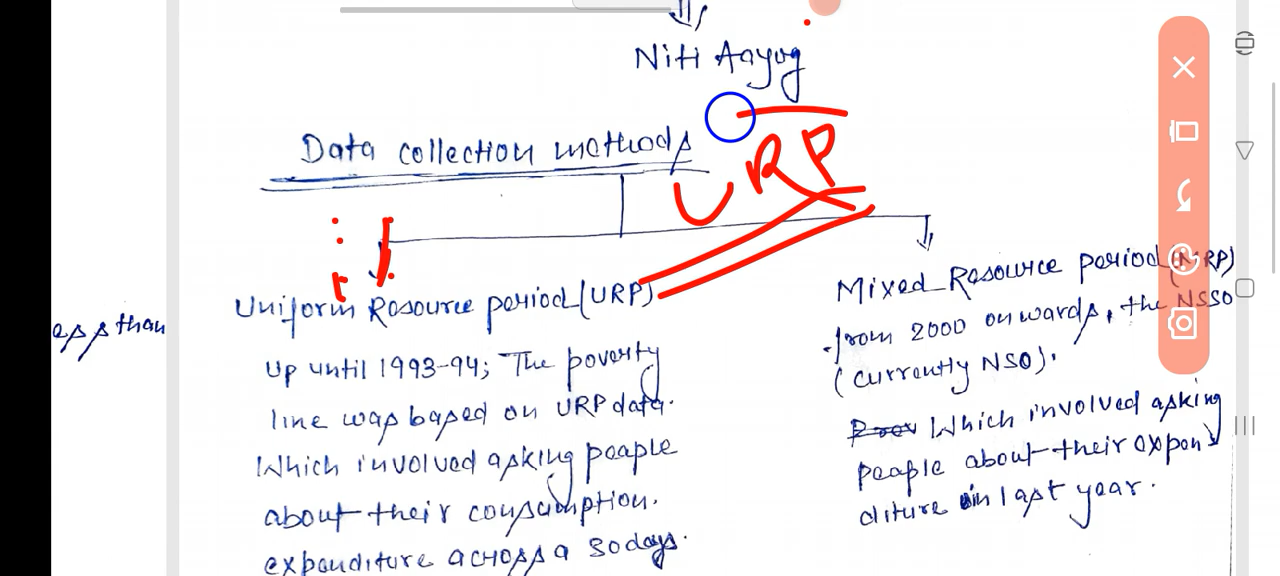 Niti Aayog
Data collection methods
URP
Uniform Resource period (URP)
up until 1993-94; The poverty
line was based on URP data.
Which involved asking people
about their consumption.
expenditure across a 30 days.
Mixed Resource period (MRP)
from 2000 onwards, the NSSO
(currently NSO).
Which involved asking
people about their expen
diture in last year.
ess than